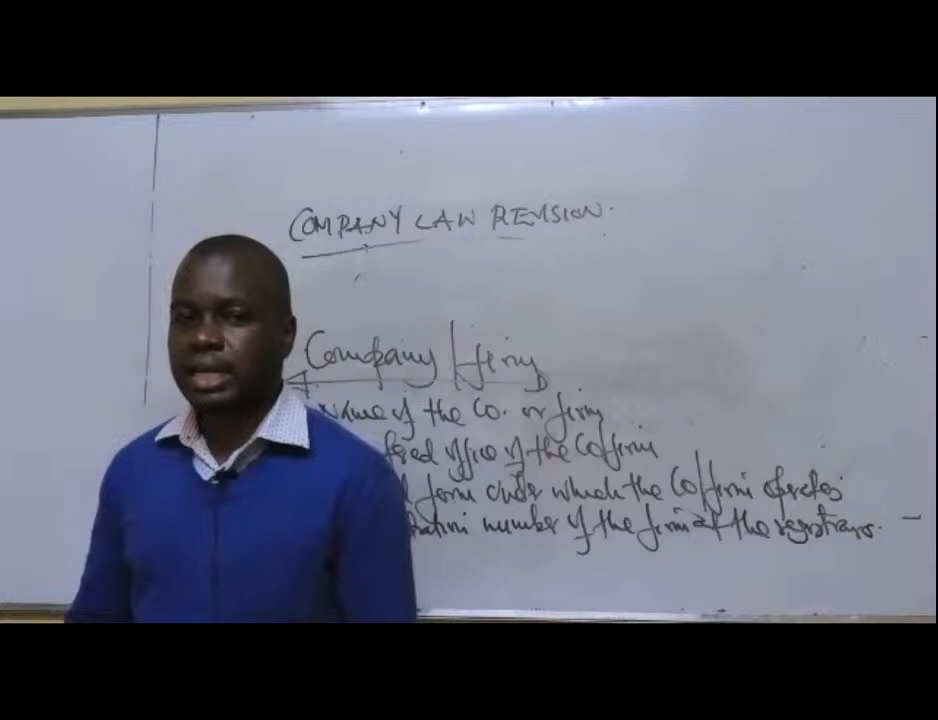 COMPANY LAW REVISION.
Company/firm
Name of the Co. or firm
office of the Co/firm
form under which the Co/firm operates
number of the firm at the registrars.